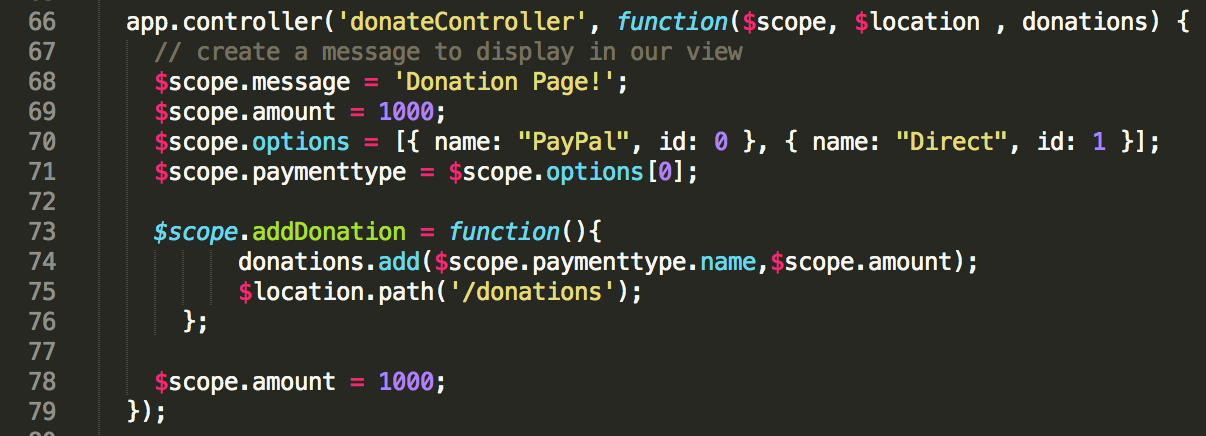 66 app.controller('donateController', function($scope, $location , donations) {
67 // create a message to display in our view
68 $scope.message = 'Donation Page!';
69 $scope.amount = 1000;
70 $scope.options = [{ name: "PayPal", id: 0 }, { name: "Direct", id: 1 }];
71 $scope.paymenttype = $scope.options[0];
72
73 $scope.addDonation = function(){
74 donations.add($scope.paymenttype.name,$scope.amount);
75 $location.path('/donations');
76 };
77
78 $scope.amount = 1000;
79 });